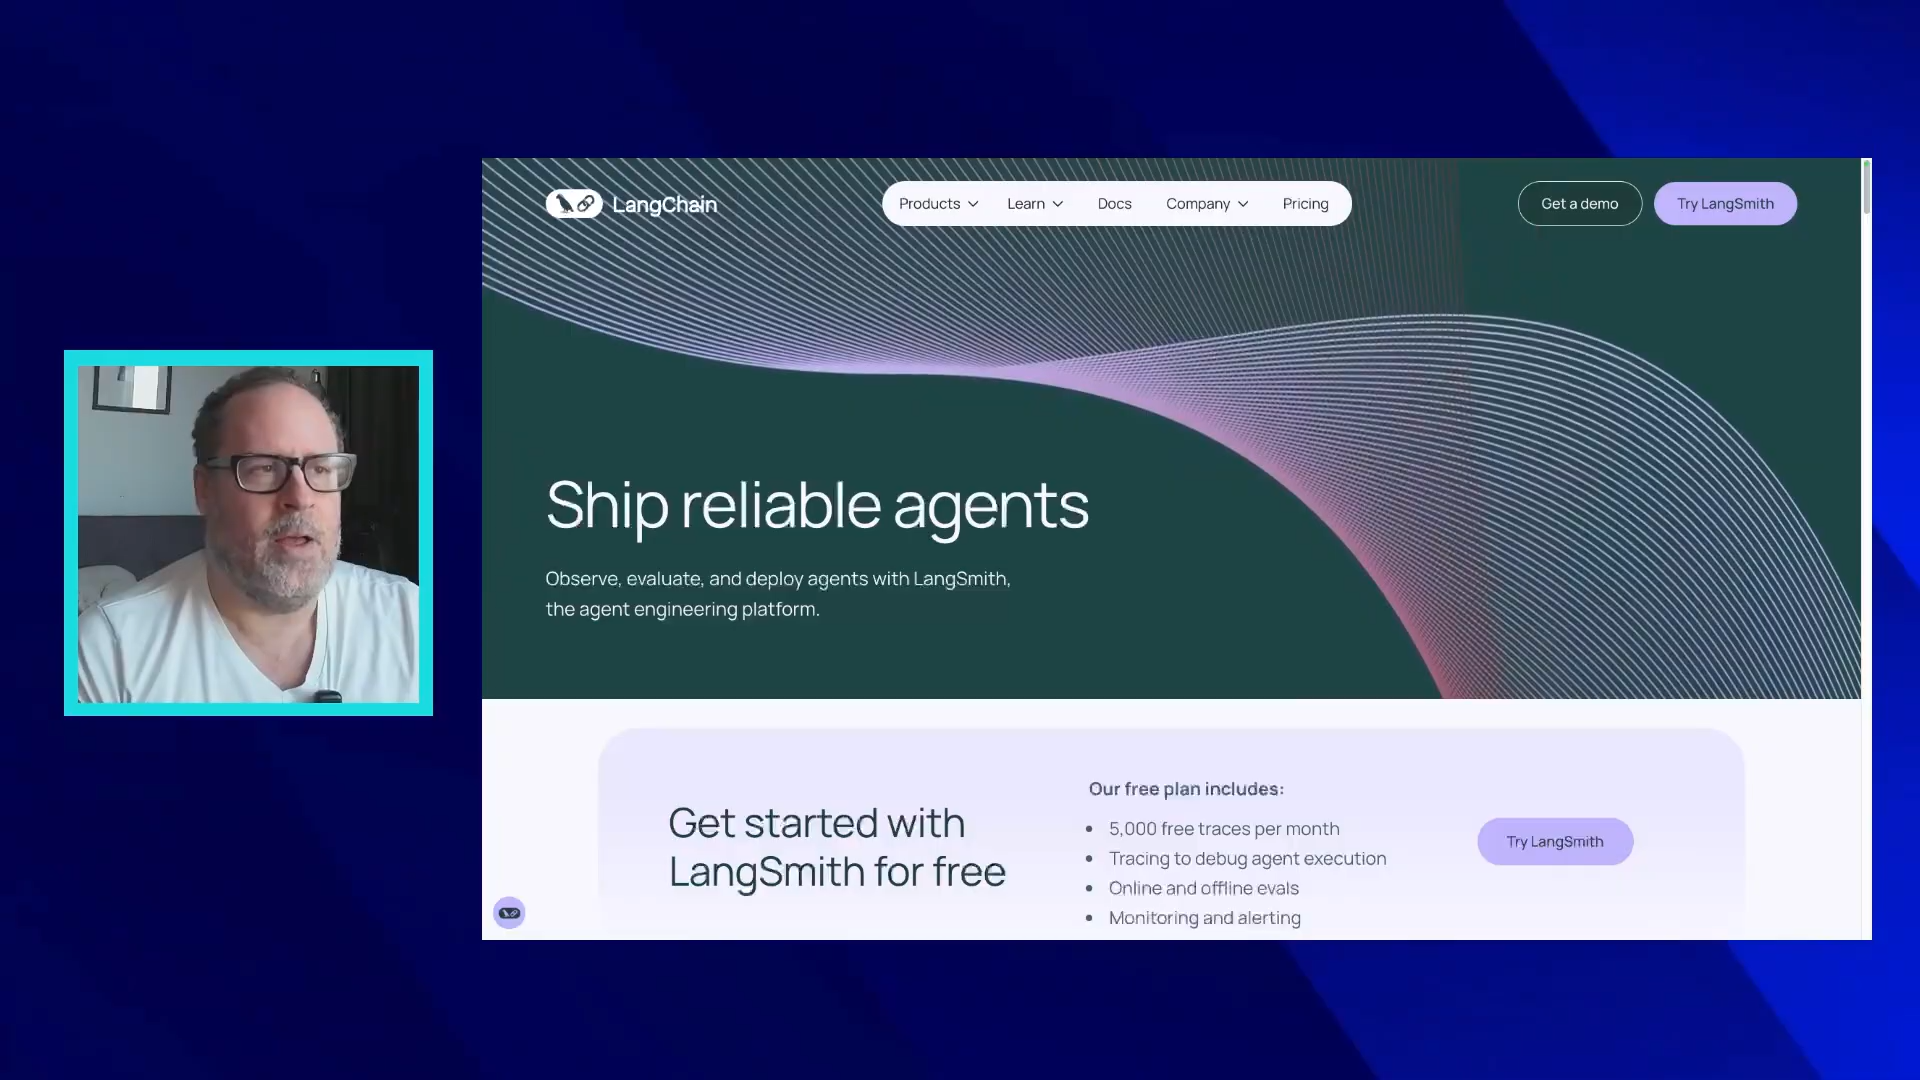 LangChain
Products
Learn
Docs
Company
Pricing
Get a demo
Try LangSmith
Ship reliable agents
Observe, evaluate, and deploy agents with LangSmith,
the agent engineering platform.
Get started with
LangSmith for free
Our free plan includes:
5,000 free traces per month
Tracing to debug agent execution
Online and offline evals
Monitoring and alerting
Try LangSmith